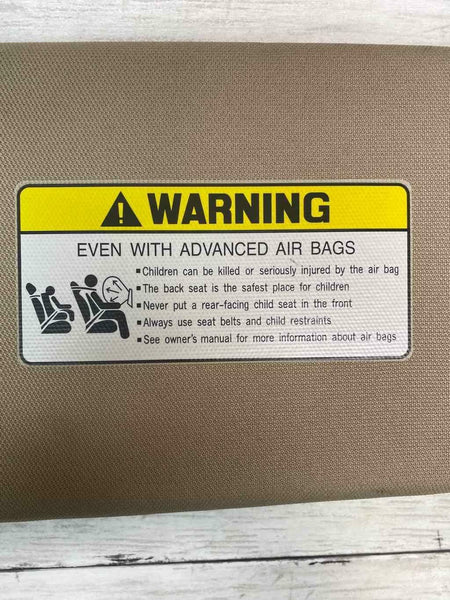 WARNING
EVEN WITH ADVANCED AIR BAGS
▪Children can be killed or seriously injured by the air bag
▪The back seat is the safest place for children
▪Never put a rear-facing child seat in the front
▪Always use seat belts and child restraints
▪See owner's manual for more information about air bags